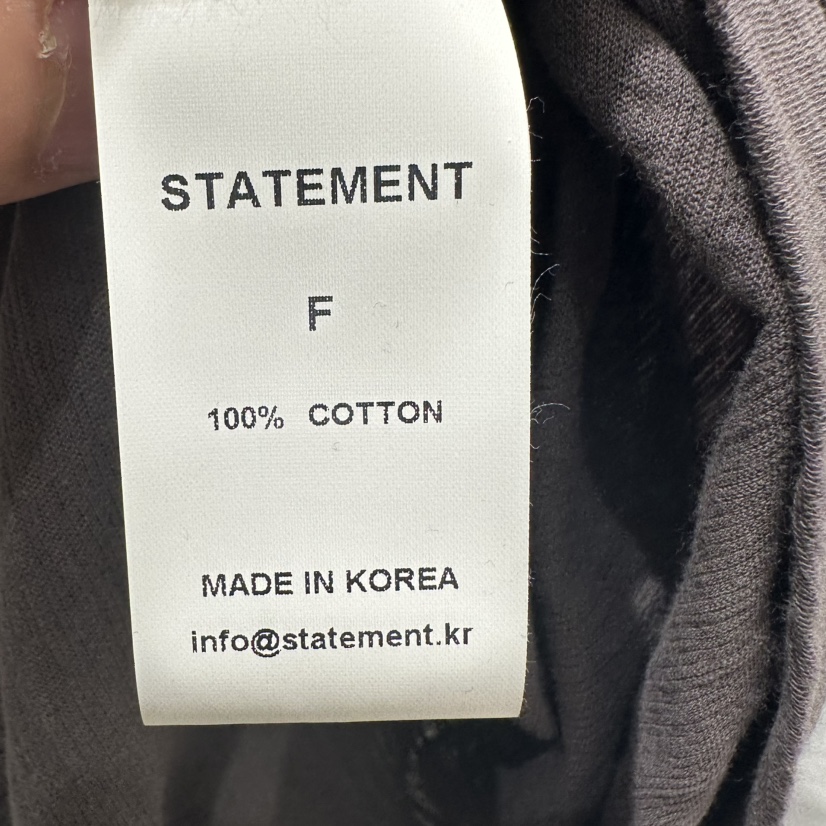 STATEMENT
F
100% COTTON
MADE IN KOREA
info@statement.kr